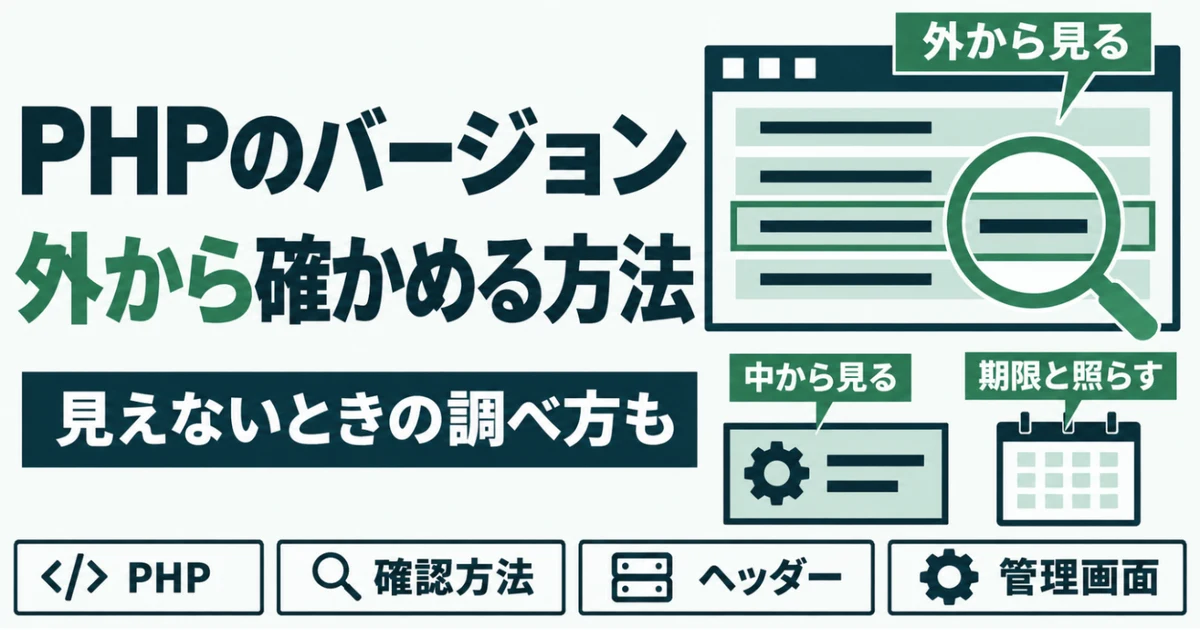 PHPのバージョン
外から確かめる方法
見えないときの調べ方も
外から見る
中から見る
期限と照らす
</> PHP
確認方法
ヘッダー
管理画面